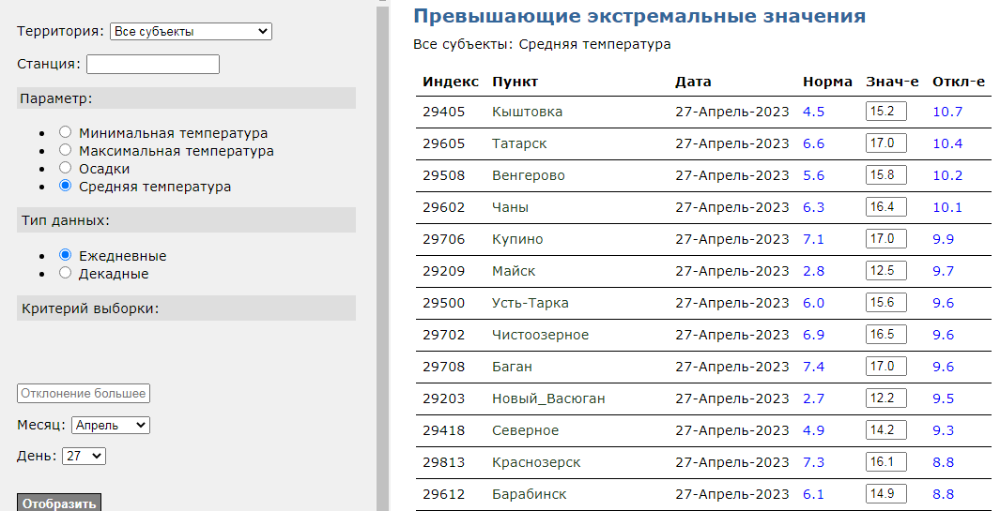 Территория: Все субъекты
Станция:
Параметр:
Минимальная температура
Максимальная температура
Осадки
Средняя температура
Тип данных:
Ежедневные
Декадные
Критерий выборки:
Отклонение большее
Месяц: Апрель
День: 27
Отобразить
Превышающие экстремальные значения
Все субъекты: Средняя температура
Индекс Пункт Дата Норма Знач-е Откл-е
29405 Кыштовка 27-Апрель-2023 4.5 15.2 10.7
29605 Татарск 27-Апрель-2023 6.6 17.0 10.4
29508 Венгерово 27-Апрель-2023 5.6 15.8 10.2
29602 Чаны 27-Апрель-2023 6.3 16.4 10.1
29706 Купино 27-Апрель-2023 7.1 17.0 9.9
29209 Майск 27-Апрель-2023 2.8 12.5 9.7
29500 Усть-Тарка 27-Апрель-2023 6.0 15.6 9.6
29702 Чистоозерное 27-Апрель-2023 6.9 16.5 9.6
29708 Баган 27-Апрель-2023 7.4 17.0 9.6
29203 Новый_Васюган 27-Апрель-2023 2.7 12.2 9.5
29418 Северное 27-Апрель-2023 4.9 14.2 9.3
29813 Краснозерск 27-Апрель-2023 7.3 16.1 8.8
29612 Барабинск 27-Апрель-2023 6.1 14.9 8.8